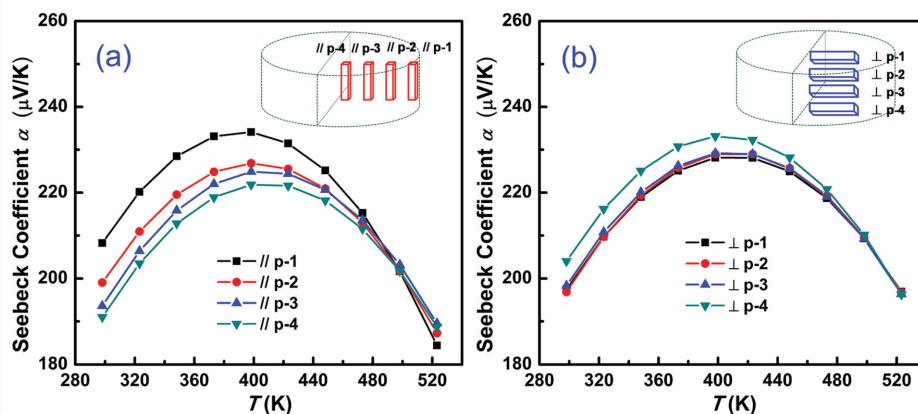 (a)
// p-4 // p-3 // p-2 // p-1
260
240
220
200
180
Seebeck Coefficient α (μV/K)
// p-1
// p-2
// p-3
// p-4
280 320 360 400 440 480 520
T (K)
(b)
⊥ p-1
⊥ p-2
⊥ p-3
⊥ p-4
260
240
220
200
180
Seebeck Coefficient α (μV/K)
⊥ p-1
⊥ p-2
⊥ p-3
⊥ p-4
280 320 360 400 440 480 520
T (K)